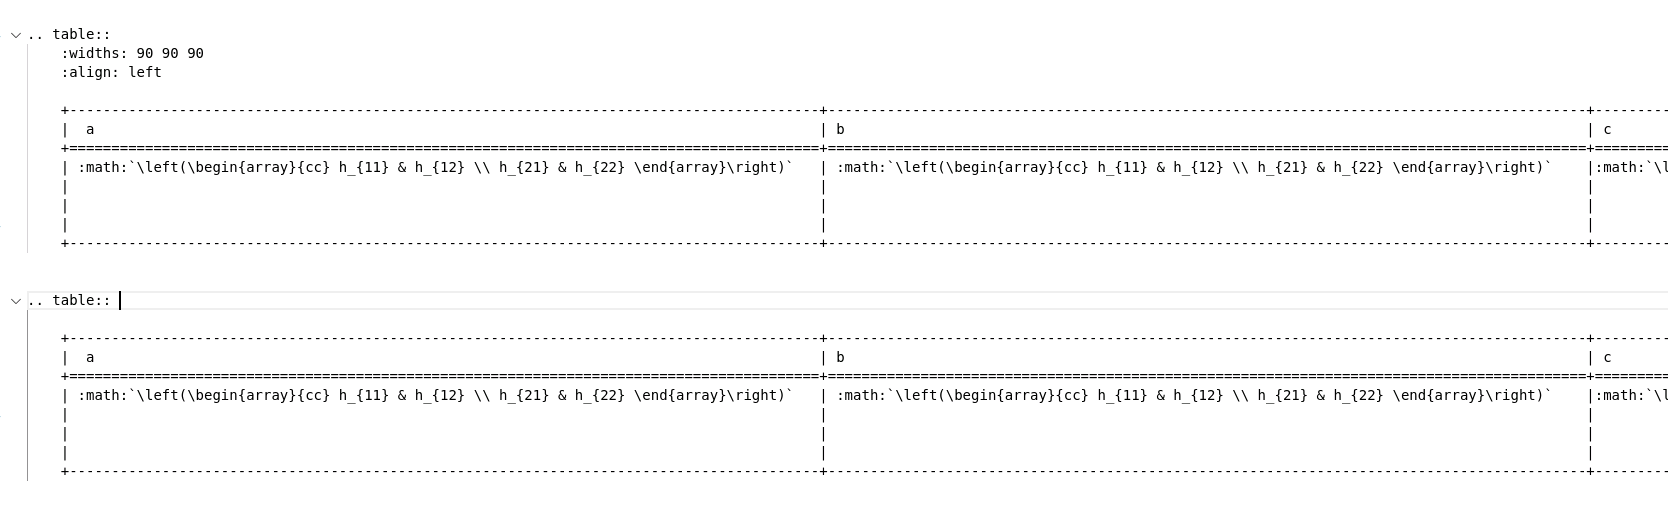 .. table::
    :widths: 90 90 90
    :align: left

    +-----------------------------------------------------------------------------------------+------------------------------------------------------------------------------------------+---------
    |  a                                                                                      | b                                                                                        | c
    +=========================================================================================+==========================================================================================+=========
    | :math:`\left(\begin{array}{cc} h_{11} & h_{12} \\ h_{21} & h_{22} \end{array}\right)`   | :math:`\left(\begin{array}{cc} h_{11} & h_{12} \\ h_{21} & h_{22} \end{array}\right)`    |:math:`\l
    |                                                                                         |                                                                                          |
    |                                                                                         |                                                                                          |
    |                                                                                         |                                                                                          |
    +-----------------------------------------------------------------------------------------+------------------------------------------------------------------------------------------+---------

.. table::

    +-----------------------------------------------------------------------------------------+------------------------------------------------------------------------------------------+---------
    |  a                                                                                      | b                                                                                        | c
    +=========================================================================================+==========================================================================================+=========
    | :math:`\left(\begin{array}{cc} h_{11} & h_{12} \\ h_{21} & h_{22} \end{array}\right)`   | :math:`\left(\begin{array}{cc} h_{11} & h_{12} \\ h_{21} & h_{22} \end{array}\right)`    |:math:`\l
    |                                                                                         |                                                                                          |
    |                                                                                         |                                                                                          |
    |                                                                                         |                                                                                          |
    +-----------------------------------------------------------------------------------------+------------------------------------------------------------------------------------------+---------